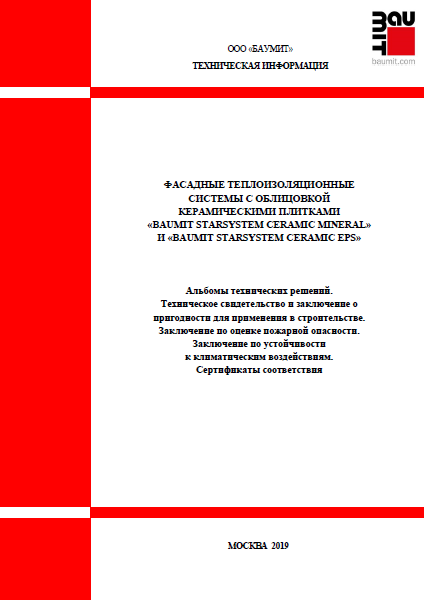 BAUMIT
baumit.com
ООО «БАУМИТ»
ТЕХНИЧЕСКАЯ ИНФОРМАЦИЯ
ФАСАДНЫЕ ТЕПЛОИЗОЛЯЦИОННЫЕ
СИСТЕМЫ С ОБЛИЦОВКОЙ
КЕРАМИЧЕСКИМИ ПЛИТКАМИ
«BAUMIT STARSYSTEM CERAMIC MINERAL»
И «BAUMIT STARSYSTEM CERAMIC EPS»
Альбомы технических решений.
Техническое свидетельство и заключение о
пригодности для применения в строительстве.
Заключение по оценке пожарной опасности.
Заключение по устойчивости
к климатическим воздействиям.
Сертификаты соответствия
МОСКВА 2019